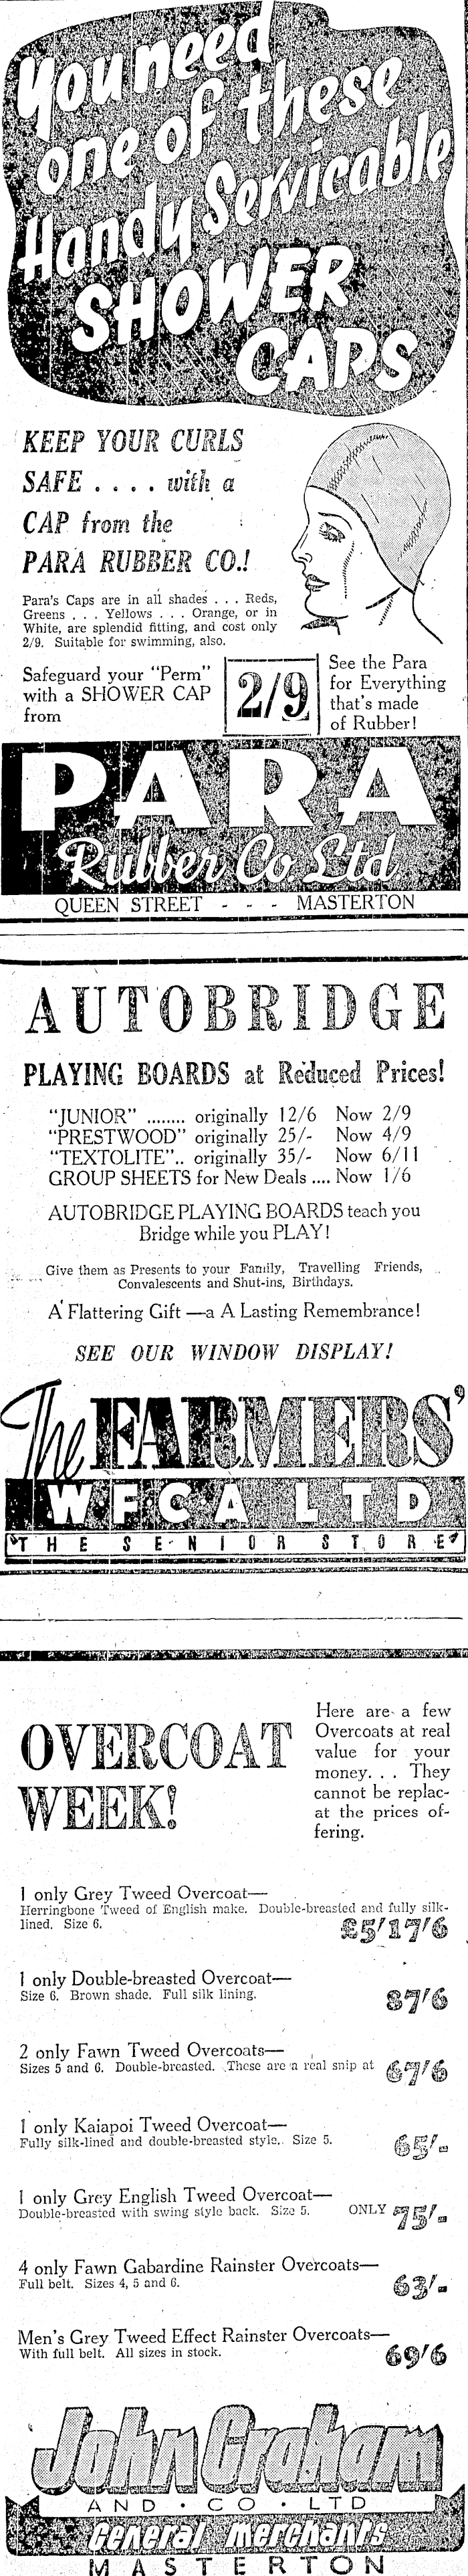 You need
one of these
Handy Servicable
SHOWER
CAPS
KEEP YOUR CURLS
SAFE . . . . with a
CAP from the
PARA RUBBER CO.!
Para's Caps are in all shades . . . Reds,
Greens . . . Yellows . . . Orange, or in
White, are splendid fitting, and cost only
2/9. Suitable for swimming, also.
Safeguard your "Perm"
with a SHOWER CAP
from
2/9
See the Para
for Everything
that's made
of Rubber!
PARA
Rubber Co Ltd
QUEEN STREET - - - MASTERTON
AUTOBRIDGE
PLAYING BOARDS at Reduced Prices!
"JUNIOR" ........ originally 12/6 Now 2/9
"PRESTWOOD" originally 25/- Now 4/9
"TEXTOLITE".. originally 35/- Now 6/11
GROUP SHEETS for New Deals .... Now 1/6
AUTOBRIDGE PLAYING BOARDS teach you
Bridge while you PLAY!
Give them as Presents to your Family, Travelling Friends,
Convalescents and Shut-ins, Birthdays.
A Flattering Gift —a A Lasting Remembrance!
SEE OUR WINDOW DISPLAY!
The FARMERS'
WFCA LTD
"THE SENIOR STORE"
OVERCOAT
WEEK!
Here are a few
Overcoats at real
value for your
money. . . They
cannot be replac-
at the prices of-
fering.
1 only Grey Tweed Overcoat—
Herringbone Tweed of English make. Double-breasted and fully silk-
lined. Size 6.
£5'17'6
1 only Double-breasted Overcoat—
Size 6. Brown shade. Full silk lining.
87'6
2 only Fawn Tweed Overcoats—
Sizes 5 and 6. Double-breasted. These are a real snip at
67'6
1 only Kaiapoi Tweed Overcoat—
Fully silk-lined and double-breasted style. Size 5.
65'-
1 only Grey English Tweed Overcoat—
Double-breasted with swing style back. Size 5. ONLY
75'-
4 only Fawn Gabardine Rainster Overcoats—
Full belt. Sizes 4, 5 and 6.
63'-
Men's Grey Tweed Effect Rainster Overcoats—
With full belt. All sizes in stock.
69'6
John Graham
AND · CO · LTD
General merchants
MASTERTON